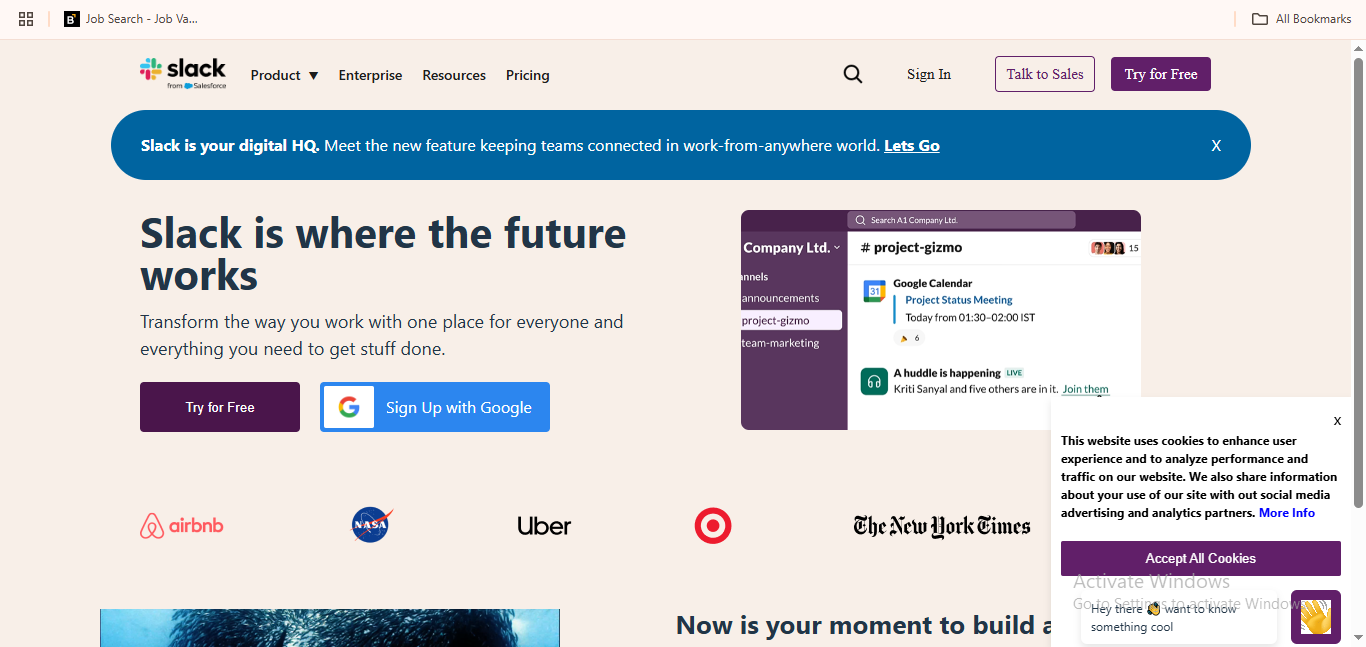 B Job Search - Job Va...
All Bookmarks
slack
from Salesforce
Product ▼ Enterprise Resources Pricing
Sign In
Talk to Sales
Try for Free
Slack is your digital HQ. Meet the new feature keeping teams connected in work-from-anywhere world. Lets Go
X
Slack is where the future
works
Transform the way you work with one place for everyone and
everything you need to get stuff done.
Try for Free
G Sign Up with Google
Search A1 Company Ltd.
Company Ltd.
nnels
announcements
project-gizmo
team-marketing
# project-gizmo
15
31
Google Calendar
Project Status Meeting
Today from 01:30–02:00 IST
6
A huddle is happening LIVE
Kriti Sanyal and five others are in it. Join them
airbnb
NASA
Uber
The New York Times
X
This website uses cookies to enhance user
experience and to analyze performance and
traffic on our website. We also share information
about your use of our site with out social media
advertising and analytics partners. More Info
Accept All Cookies
Activate Windows
Go to Settings to activate Windows.
Hey there 👋 want to know
something cool
Now is your moment to build a